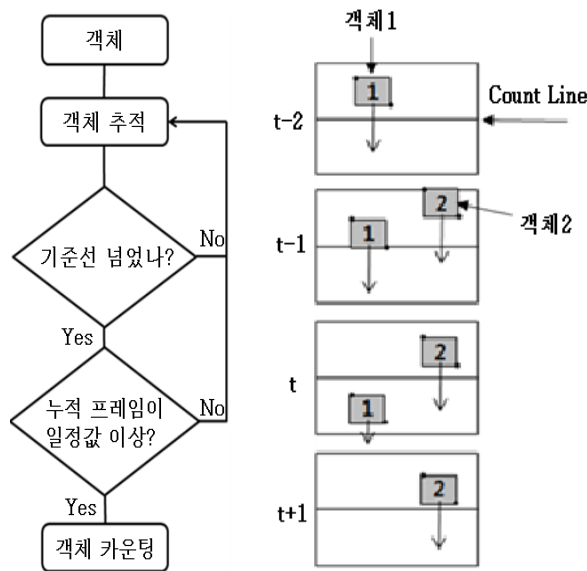 객체
객체 추적
기준선 넘었나?
No
Yes
누적 프레임이
일정값 이상?
No
Yes
객체 카운팅
객체1
1
t-2
Count Line
2
1
t-1
객체2
2
t
1
2
t+1